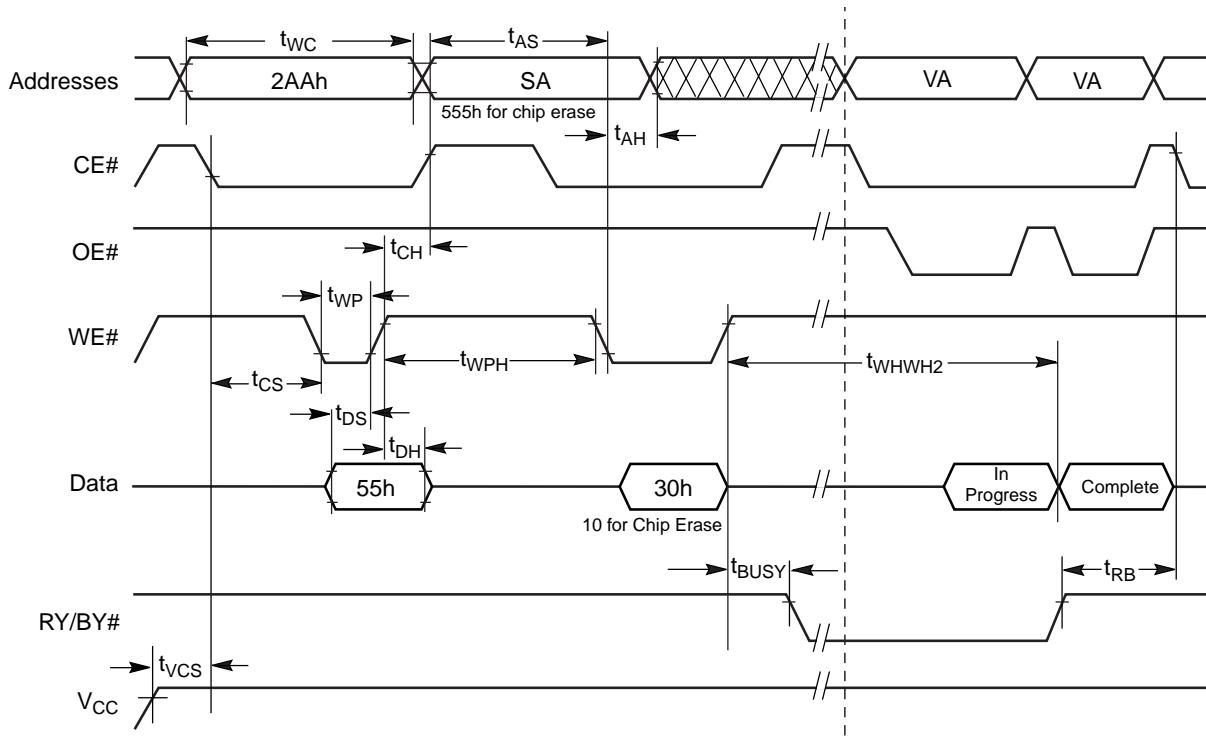 tWC
tAS
Addresses
2AAh
SA
VA
VA
555h for chip erase
tAH
CE#
OE#
tCH
tWP
WE#
tWPH
tWHWH2
tCS
tDS
tDH
Data
55h
30h
In
Progress
Complete
10 for Chip Erase
tBUSY
tRB
RY/BY#
tVCS
VCC